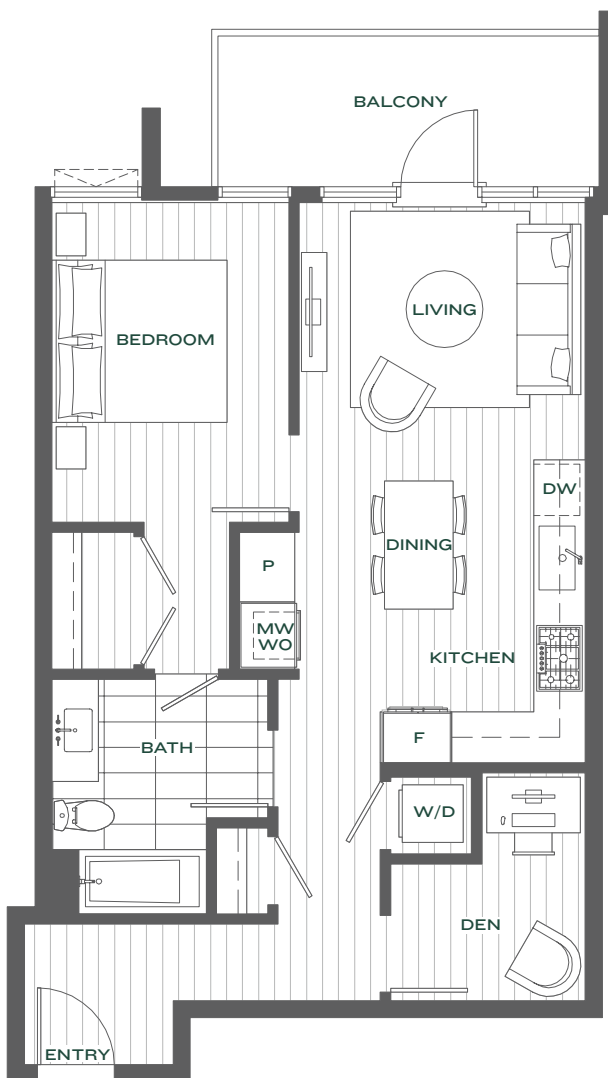 BALCONY
LIVING
BEDROOM
DW
DINING
P
MW
WO
KITCHEN
F
BATH
W/D
DEN
ENTRY